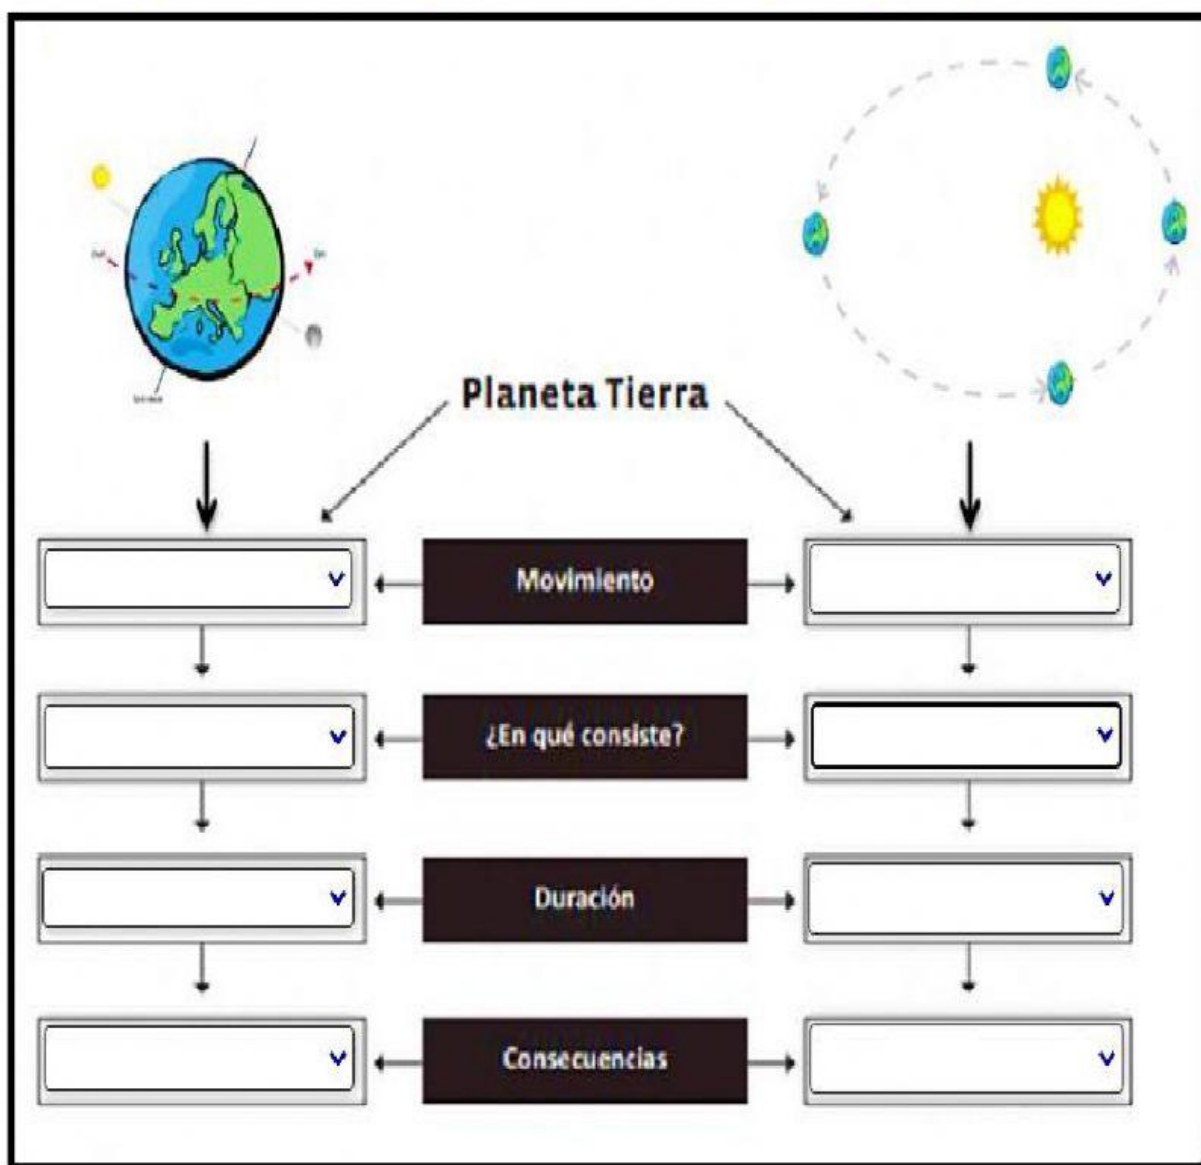 Planeta Tierra
Movimiento
¿En qué consiste?
Duración
Consecuencias